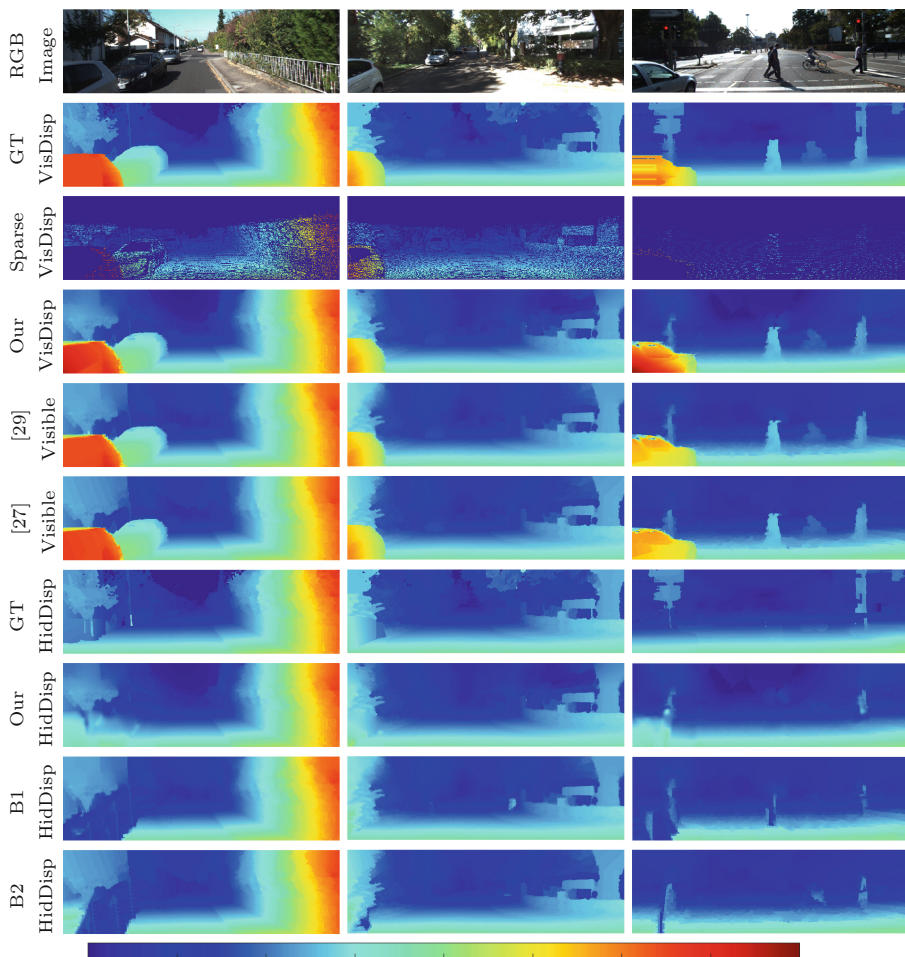 RGB
Image
GT
VisDisp
Sparse
VisDisp
Our
VisDisp
[29]
Visible
[27]
Visible
GT
HidDisp
Our
HidDisp
B1
HidDisp
B2
HidDisp